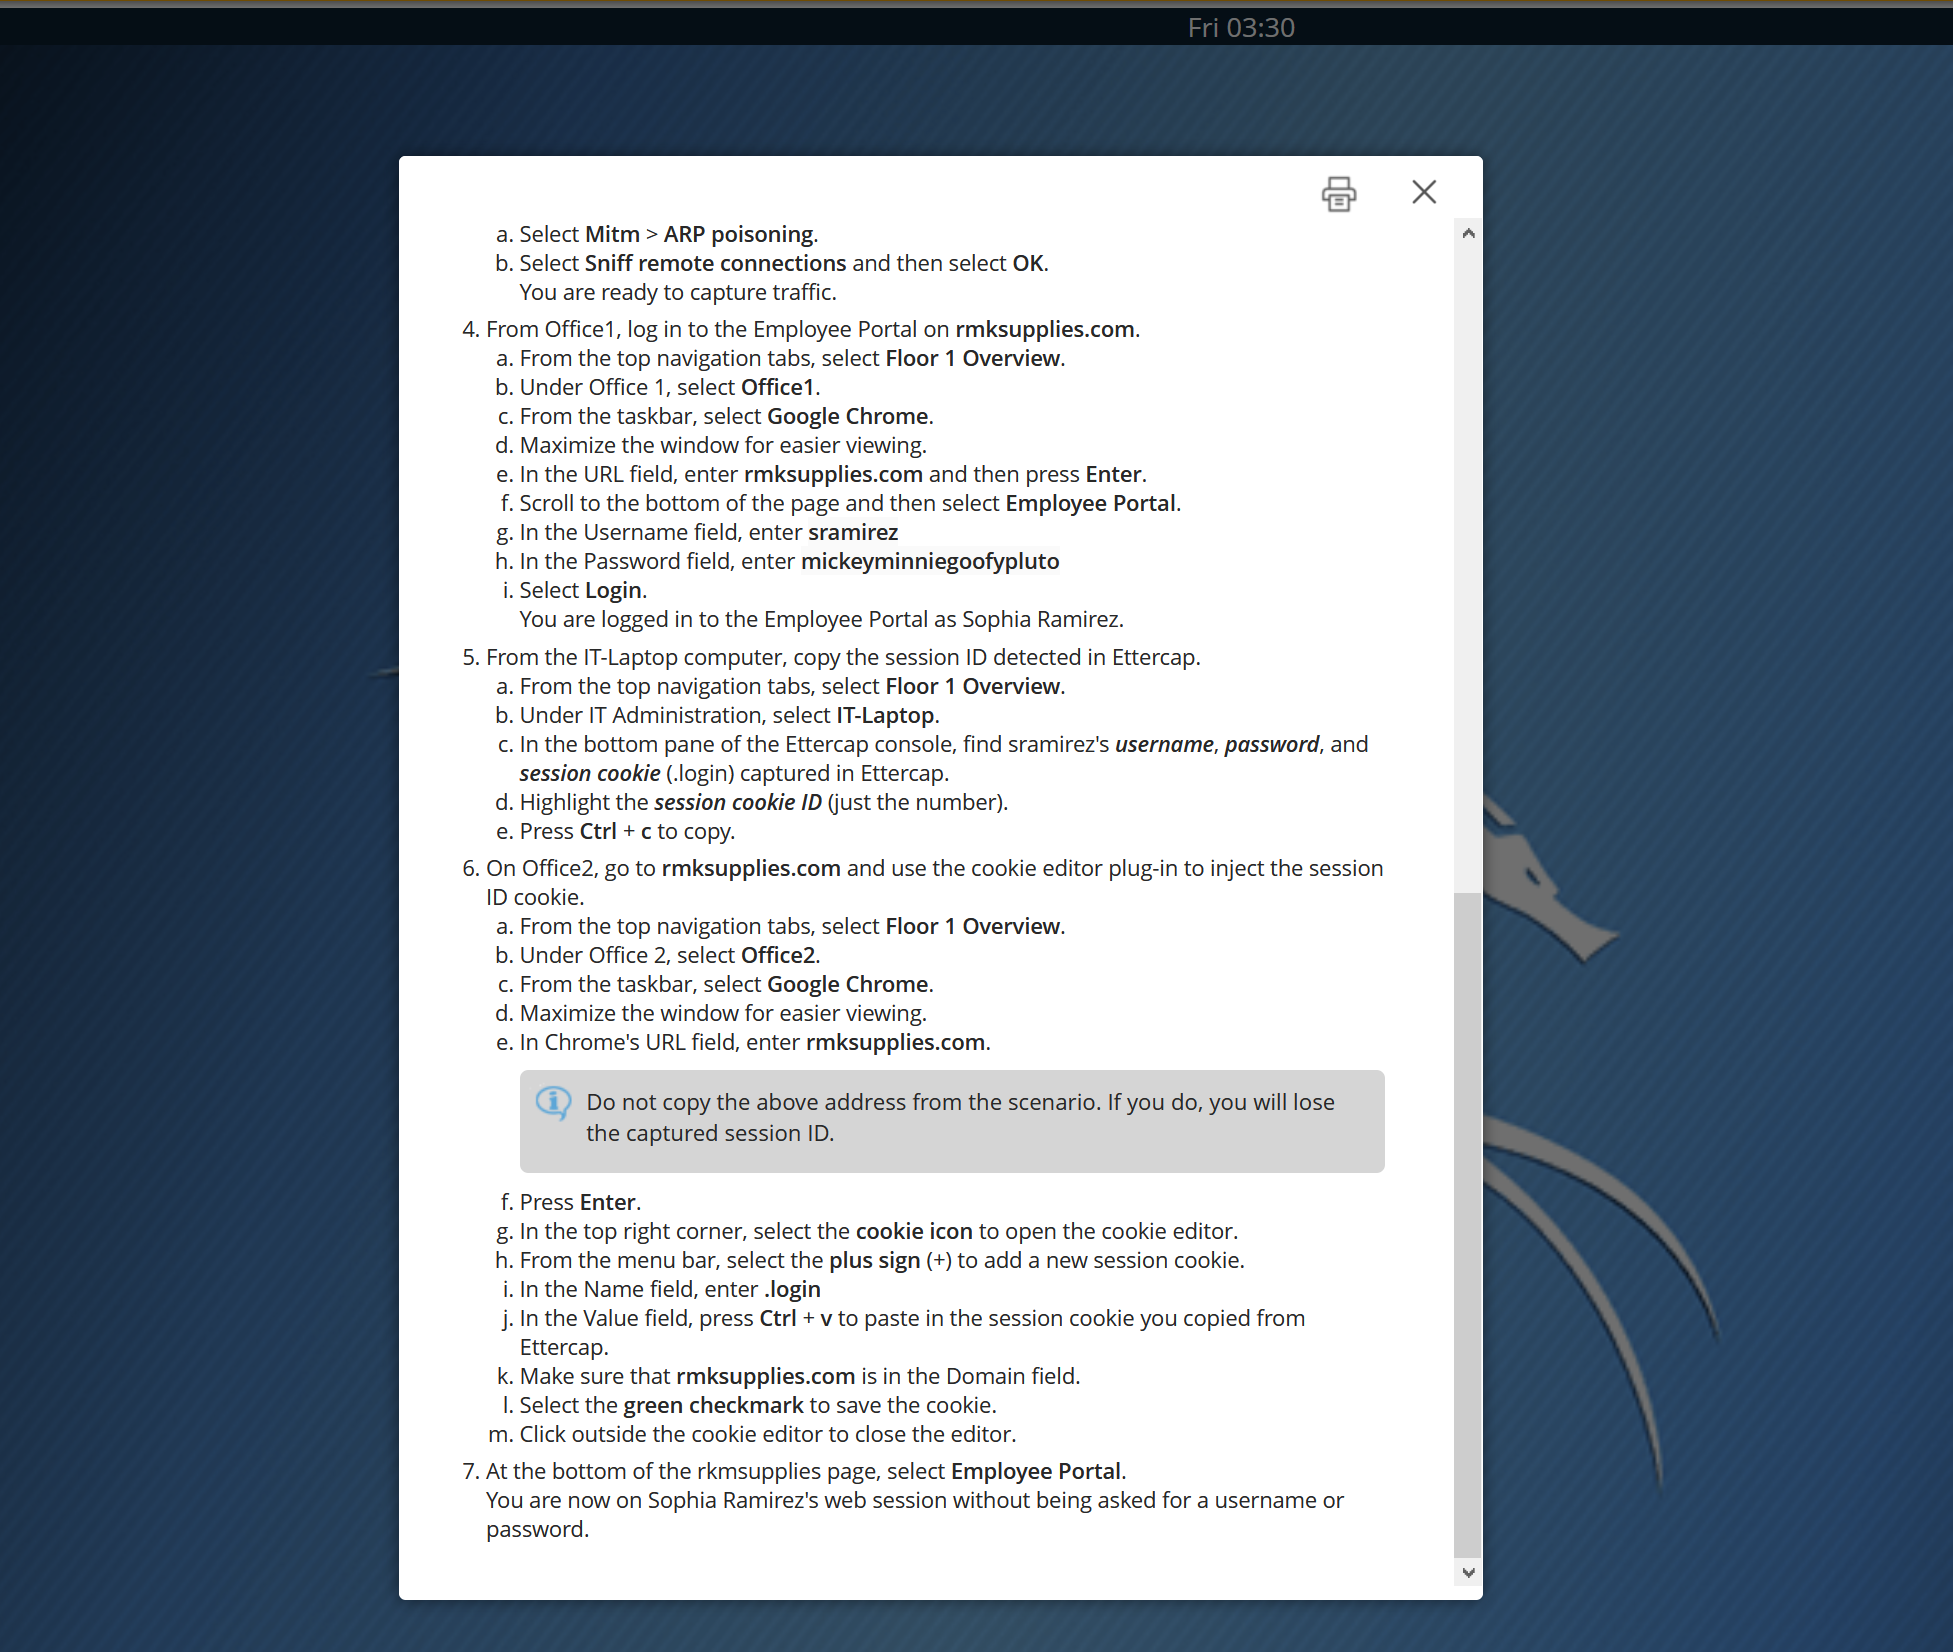 Fri 03:30
a. Select Mitm > ARP poisoning.
b. Select Sniff remote connections and then select OK.
You are ready to capture traffic.
4. From Office1, log in to the Employee Portal on rmksupplies.com.
a. From the top navigation tabs, select Floor 1 Overview.
b. Under Office 1, select Office1.
c. From the taskbar, select Google Chrome.
d. Maximize the window for easier viewing.
e. In the URL field, enter rmksupplies.com and then press Enter.
f. Scroll to the bottom of the page and then select Employee Portal.
g. In the Username field, enter sramirez
h. In the Password field, enter mickeyminniegoofypluto
i. Select Login.
You are logged in to the Employee Portal as Sophia Ramirez.
5. From the IT-Laptop computer, copy the session ID detected in Ettercap.
a. From the top navigation tabs, select Floor 1 Overview.
b. Under IT Administration, select IT-Laptop.
c. In the bottom pane of the Ettercap console, find sramirez's username, password, and
session cookie (.login) captured in Ettercap.
d. Highlight the session cookie ID (just the number).
e. Press Ctrl + c to copy.
6. On Office2, go to rmksupplies.com and use the cookie editor plug-in to inject the session
ID cookie.
a. From the top navigation tabs, select Floor 1 Overview.
b. Under Office 2, select Office2.
c. From the taskbar, select Google Chrome.
d. Maximize the window for easier viewing.
e. In Chrome's URL field, enter rmksupplies.com.
Do not copy the above address from the scenario. If you do, you will lose
the captured session ID.
f. Press Enter.
g. In the top right corner, select the cookie icon to open the cookie editor.
h. From the menu bar, select the plus sign (+) to add a new session cookie.
i. In the Name field, enter .login
j. In the Value field, press Ctrl + v to paste in the session cookie you copied from
Ettercap.
k. Make sure that rmksupplies.com is in the Domain field.
l. Select the green checkmark to save the cookie.
m. Click outside the cookie editor to close the editor.
7. At the bottom of the rkmsupplies page, select Employee Portal.
You are now on Sophia Ramirez's web session without being asked for a username or
password.